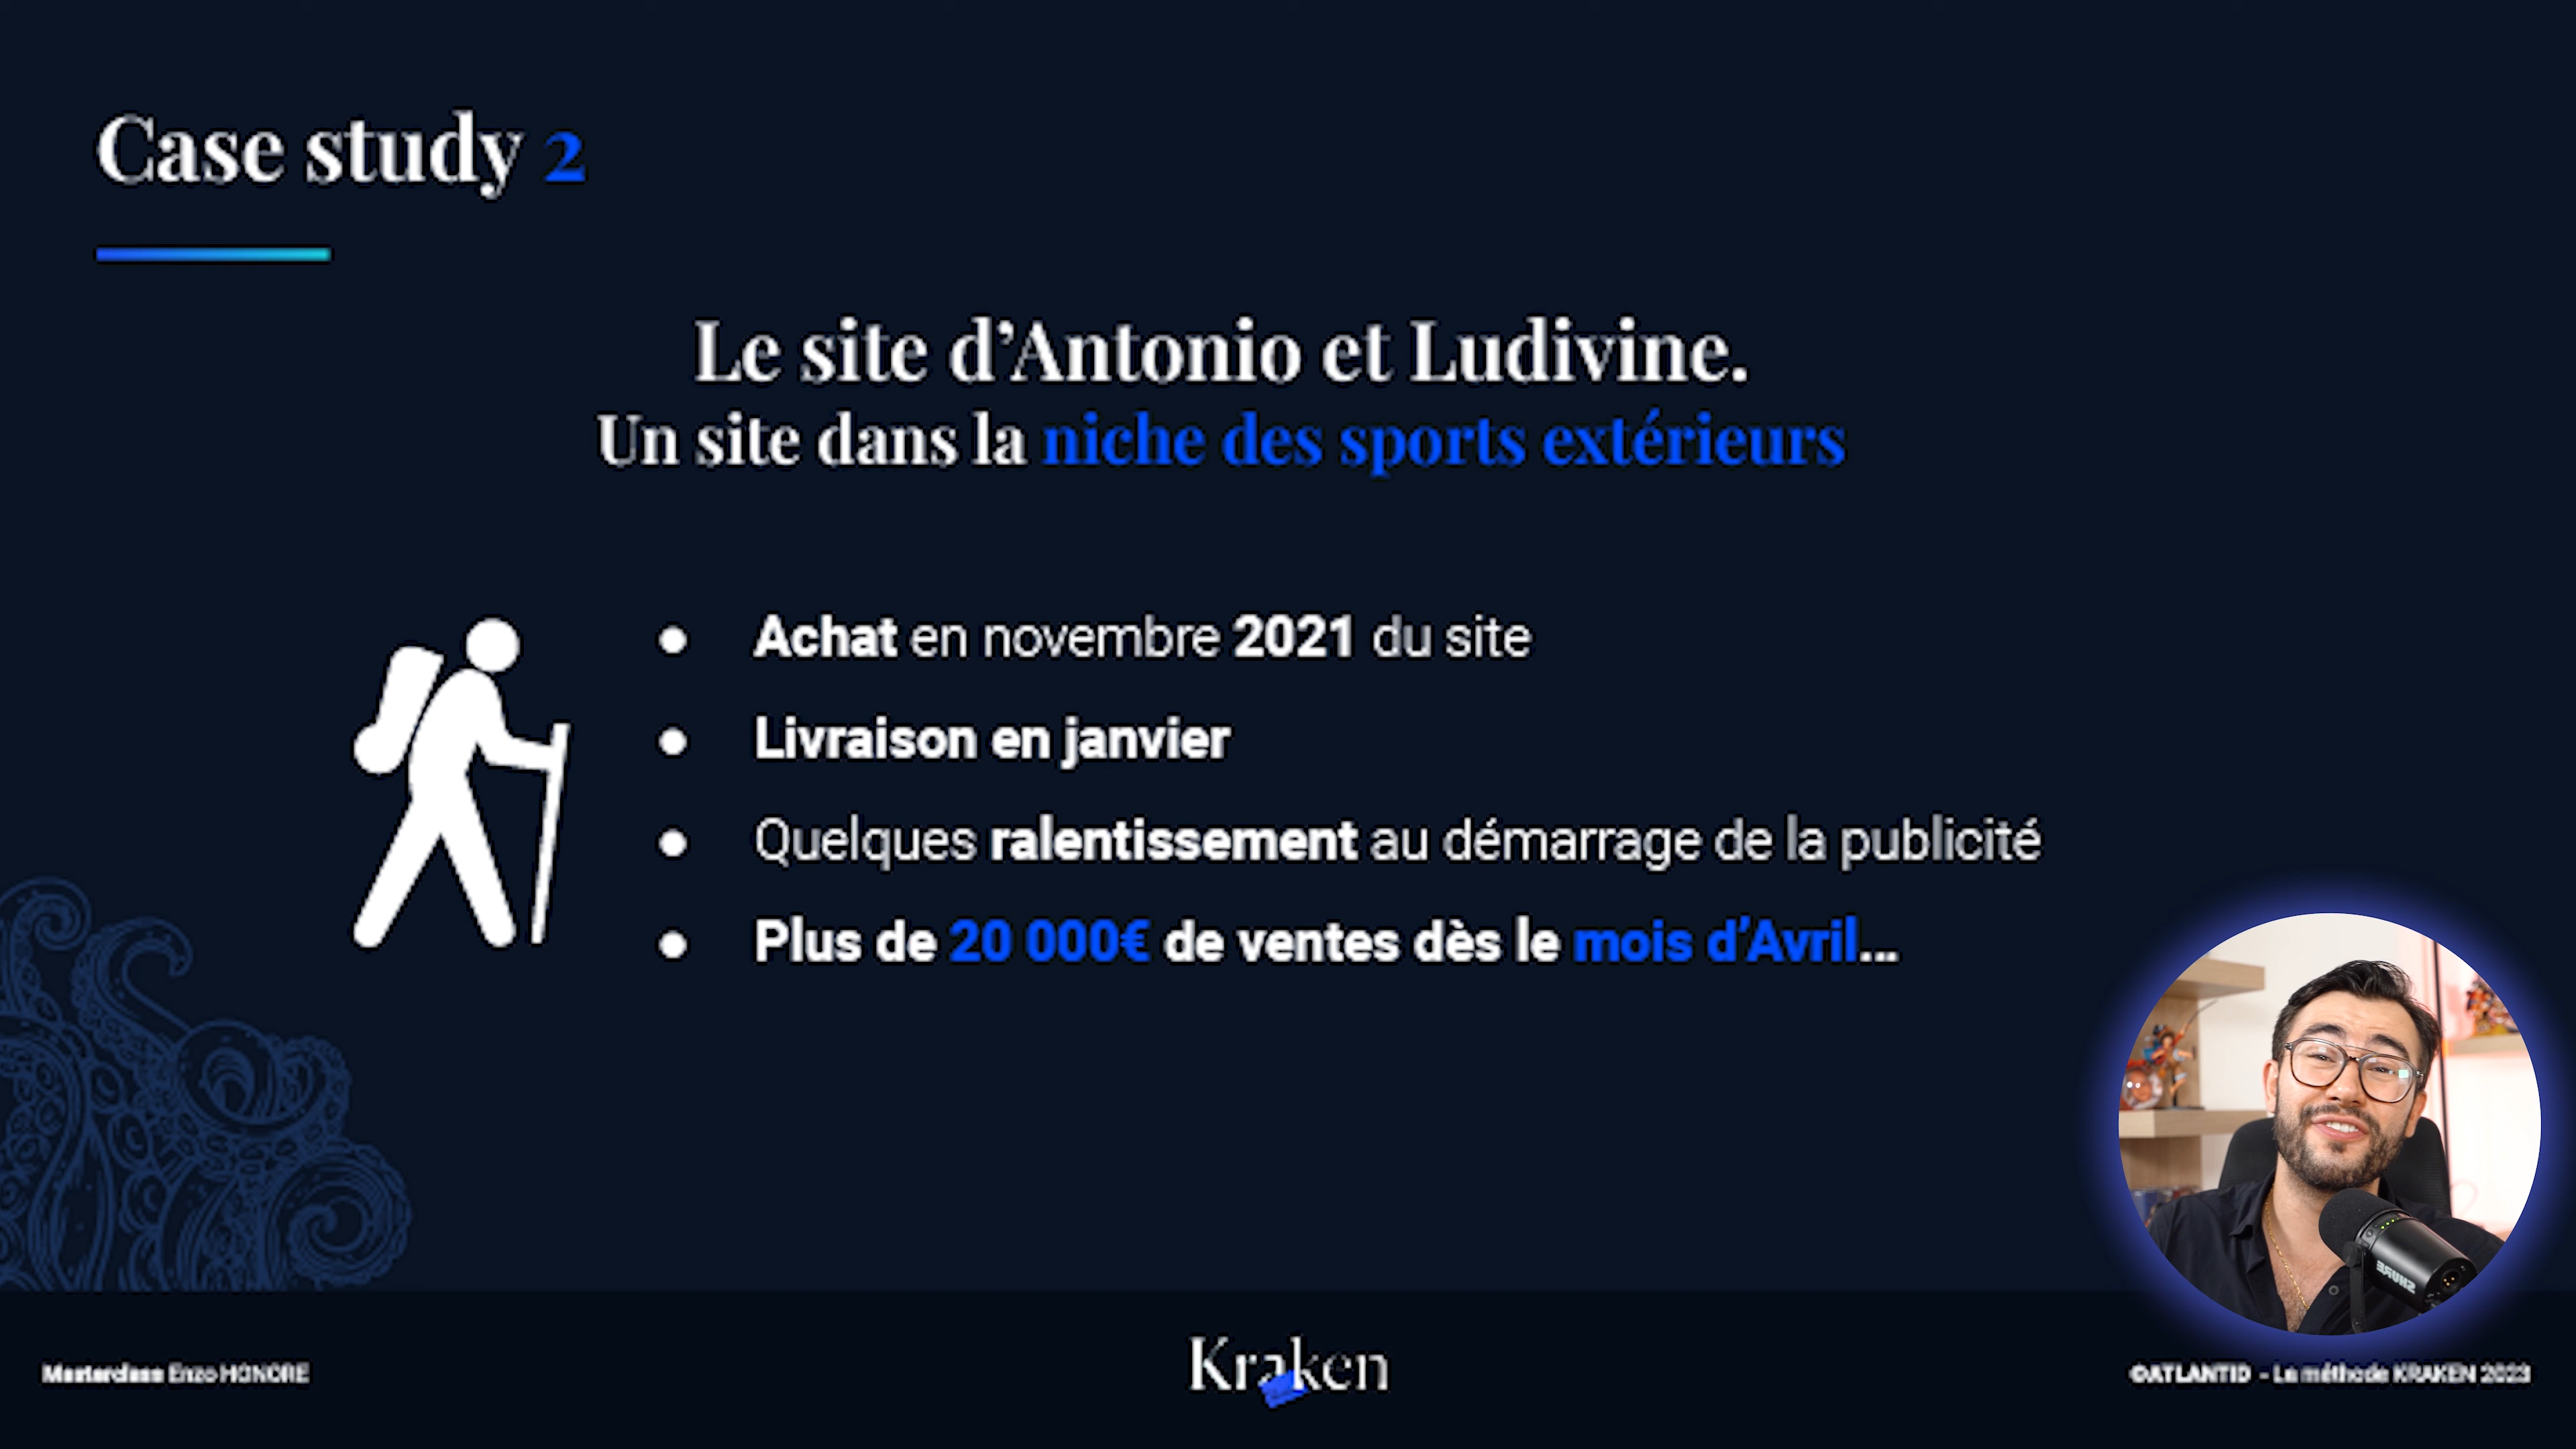 Case study 2
Le site d’Antonio et Ludivine.
Un site dans la niche des sports extérieurs
Achat en novembre 2021 du site
Livraison en janvier
Quelques ralentissement au démarrage de la publicité
Plus de 20 000€ de ventes dès le mois d’Avril...
SHURE
Masterclass Enzo HONORE
Kraken
©ATLANTID - La méthode KRAKEN 2023